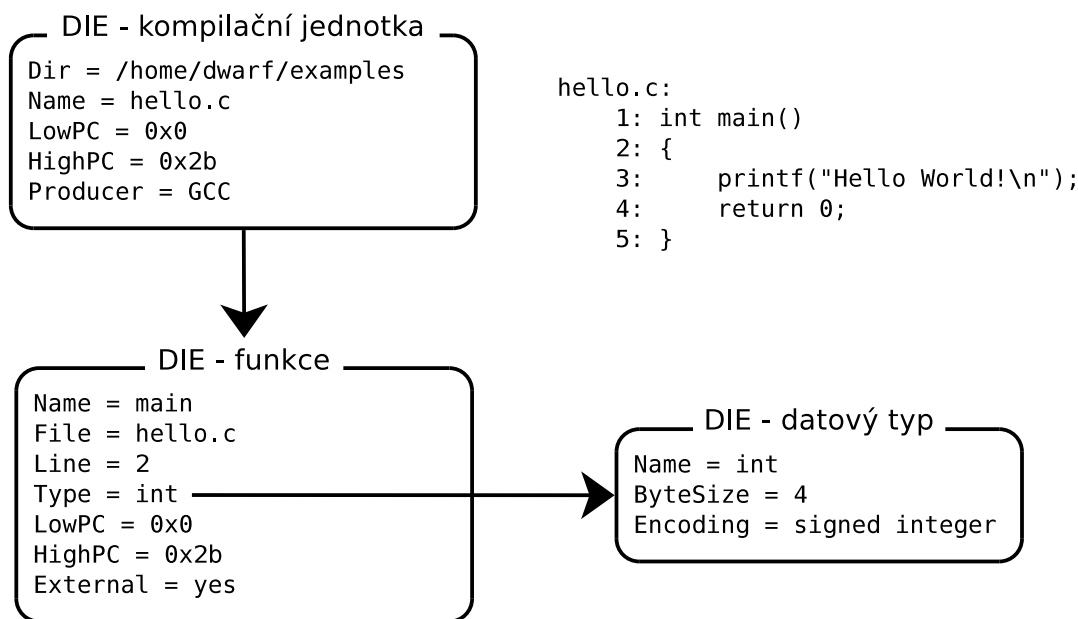 DIE - kompilační jednotka
Dir = /home/dwarf/examples
Name = hello.c
LowPC = 0x0
HighPC = 0x2b
Producer = GCC
hello.c:
1: int main()
2: {
3:     printf("Hello World!\n");
4:     return 0;
5: }
DIE - funkce
Name = main
File = hello.c
Line = 2
Type = int
LowPC = 0x0
HighPC = 0x2b
External = yes
DIE - datový typ
Name = int
ByteSize = 4
Encoding = signed integer